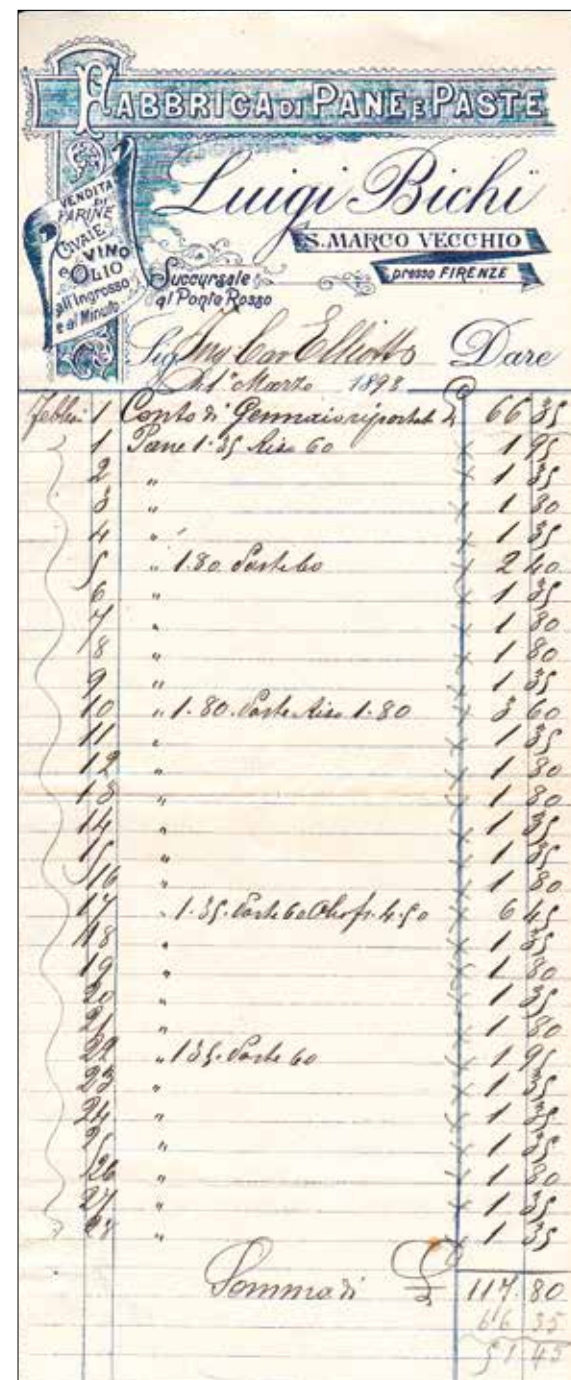 FABBRICA DI PANE E PASTE
Luigi Bichi
S. MARCO VECCHIO
presso FIRENZE
VENDITA
DI
FARINE
CIVAIE
VINO
e OLIO
all'Ingrosso
e al Minuto
Succursale
al Ponte Rosso
Sig. Ing Cav Elliotts Dare
Li 1° Marzo 1898
Febbraio 1 Conto di Gennaio riportato £ 66 35
1 Pane 1.35 Riso 60 1 95
2 " 1 35
3 " 1 80
4 " 1 35
5 " 1.80. Paste 60 2 40
6 " 1 35
7 " 1 80
8 " 1 80
9 " 1 35
10 " 1.80. Paste Riso 1.80 3 60
11 " 1 35
12 " 1 80
13 " 1 80
14 " 1 35
15 " 1 35
16 " 1 80
17 " 1.35. Paste 60 Olio f. 4.50 6 45
18 " 1 35
19 " 1 80
20 " 1 35
21 " 1 80
22 " 1 35. Paste 60 1 95
23 " 1 35
24 " 1 35
25 " 1 35
26 " 1 80
27 " 1 35
28 " 1 35
Somma di £ 117.80
66 35
51 45